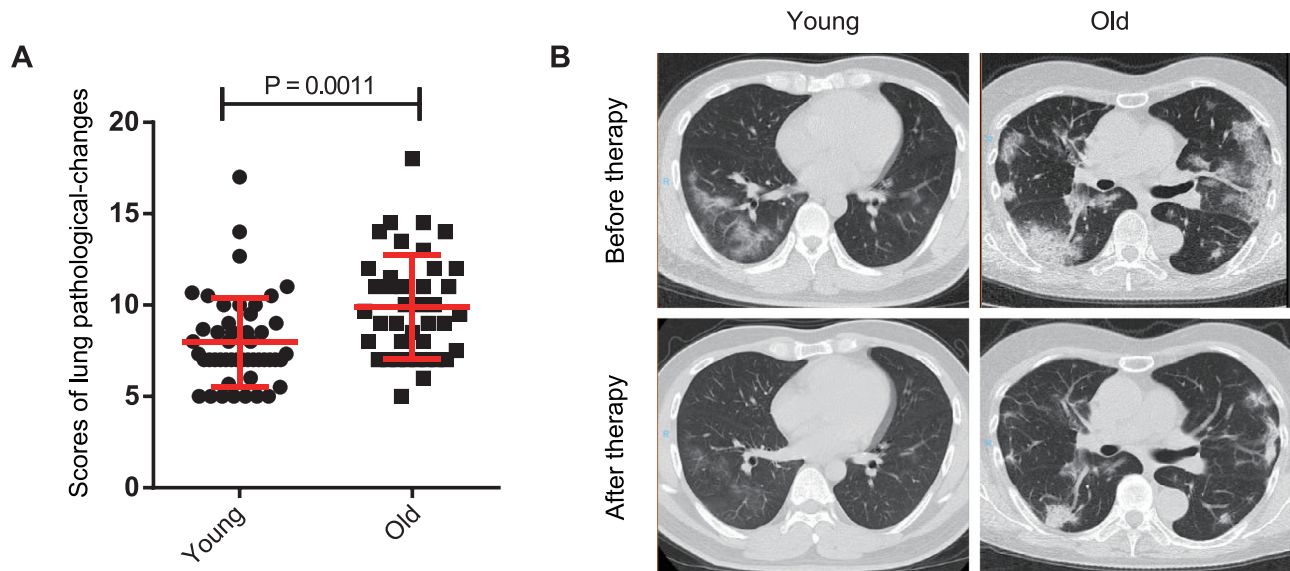 A
P = 0.0011
Scores of lung pathological-changes
20
15
10
5
0
Young
Old
B
Young
Old
Before therapy
R
R
After therapy
R
R